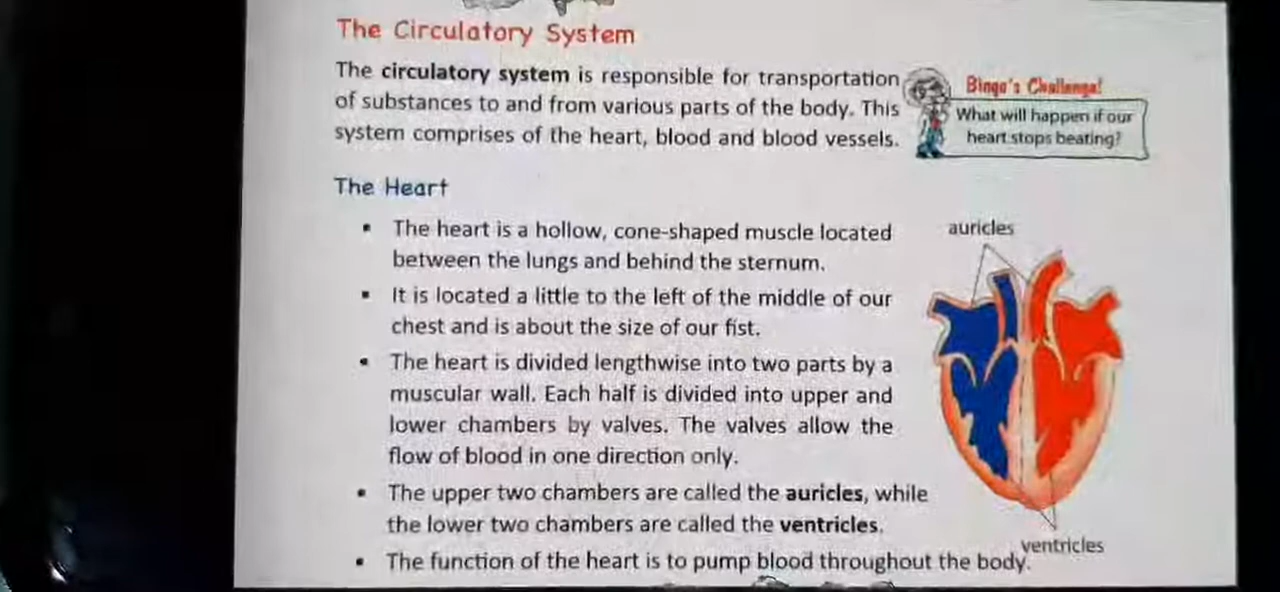 The Circulatory System
The circulatory system is responsible for transportation
of substances to and from various parts of the body. This
system comprises of the heart, blood and blood vessels.
Bingo's Challenge!
What will happen if our
heart stops beating?
The Heart
▪ The heart is a hollow, cone-shaped muscle located
between the lungs and behind the sternum.
▪ It is located a little to the left of the middle of our
chest and is about the size of our fist.
▪ The heart is divided lengthwise into two parts by a
muscular wall. Each half is divided into upper and
lower chambers by valves. The valves allow the
flow of blood in one direction only.
▪ The upper two chambers are called the auricles, while
the lower two chambers are called the ventricles.
▪ The function of the heart is to pump blood throughout the body.
auricles
ventricles